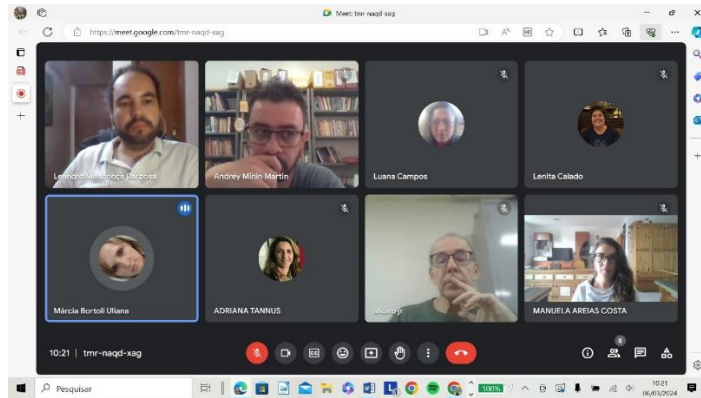 Meet: tmr-naqd-xag
https://meet.google.com/tmr-naqd-xag
Leandro Mendonça Barbosa
Andrey Minin Martin
Luana Campos
Lenita Calado
Márcia Bortoli Uliana
ADRIANA TANNUS
alvaro jr
MANUELA AREIAS COSTA
10:21 | tmr-naqd-xag
8
Pesquisar
100%
10:21
06/03/2024